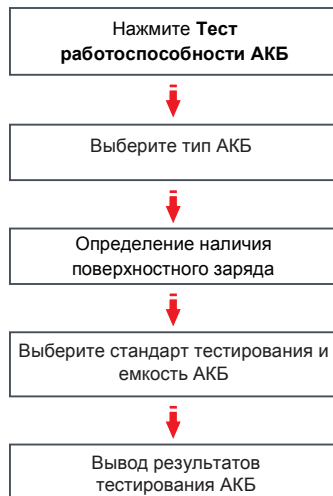 Нажмите Тест
работоспособности АКБ
Выберите тип АКБ
Определение наличия
поверхностного заряда
Выберите стандарт тестирования и
емкость АКБ
Вывод результатов
тестирования АКБ